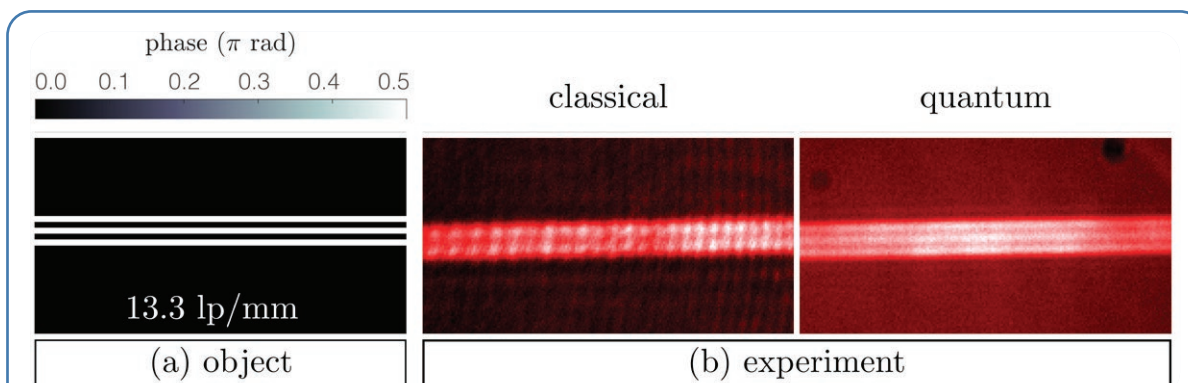 phase (π rad)
0.0 0.1 0.2 0.3 0.4 0.5
classical
quantum
13.3 lp/mm
(a) object
(b) experiment